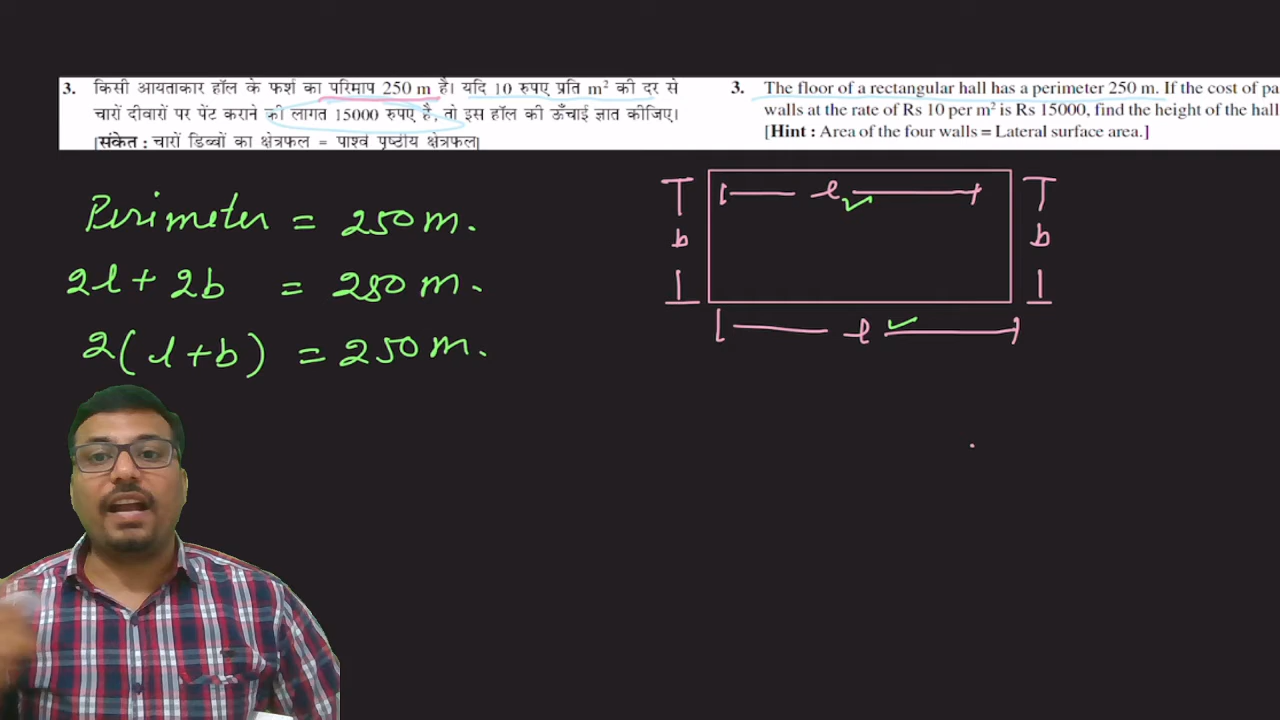 3. किसी आयताकार हॉल के फर्श का परिमाप 250 m है। यदि 10 रुपए प्रति m² की दर से
चारों दीवारों पर पेंट कराने की लागत 15000 रुपए है, तो इस हॉल की ऊँचाई ज्ञात कीजिए।
[संकेत : चारों डिब्बों का क्षेत्रफल = पार्श्व पृष्ठीय क्षेत्रफल]
3. The floor of a rectangular hall has a perimeter 250 m. If the cost of pa
walls at the rate of Rs 10 per m² is Rs 15000, find the height of the hall
[Hint : Area of the four walls = Lateral surface area.]
Perimeter = 250 m.
2l + 2b = 250 m.
2(l+b) = 250 m.
l
b
b
l